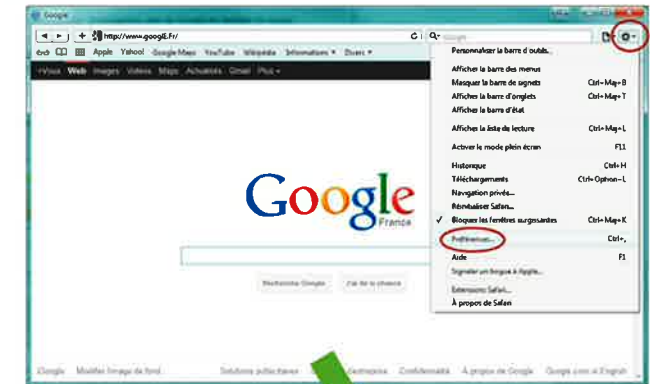 Google
http://www.googlE.Fr/
Apple Yahoo! Google Maps YouTube Wikipédia Informations Divers
+Vous Web Images Vidéos Maps Actualités Gmail Plus
Personnaliser la barre d'outils...
Afficher la barre des menus
Masquer la barre de signets Ctrl+Maj+B
Afficher la barre d'onglets Ctrl+Maj+T
Afficher la barre d'état
Afficher la liste de lecture Ctrl+Maj+L
Activer le mode plein écran F11
Historique Ctrl+H
Téléchargements Ctrl+Option+L
Navigation privée...
Réinitialiser Safari...
✓ Bloquer les fenêtres surgissantes Ctrl+Maj+K
Préférences... Ctrl+,
Aide F1
Signaler un bogue à Apple...
Extensions Safari...
À propos de Safari
Google
France
Recherche Google J'ai de la chance
Google Modifier l'image de fond Solutions publicitaires d'entreprise Confidentialité À propos de Google Google.com in English